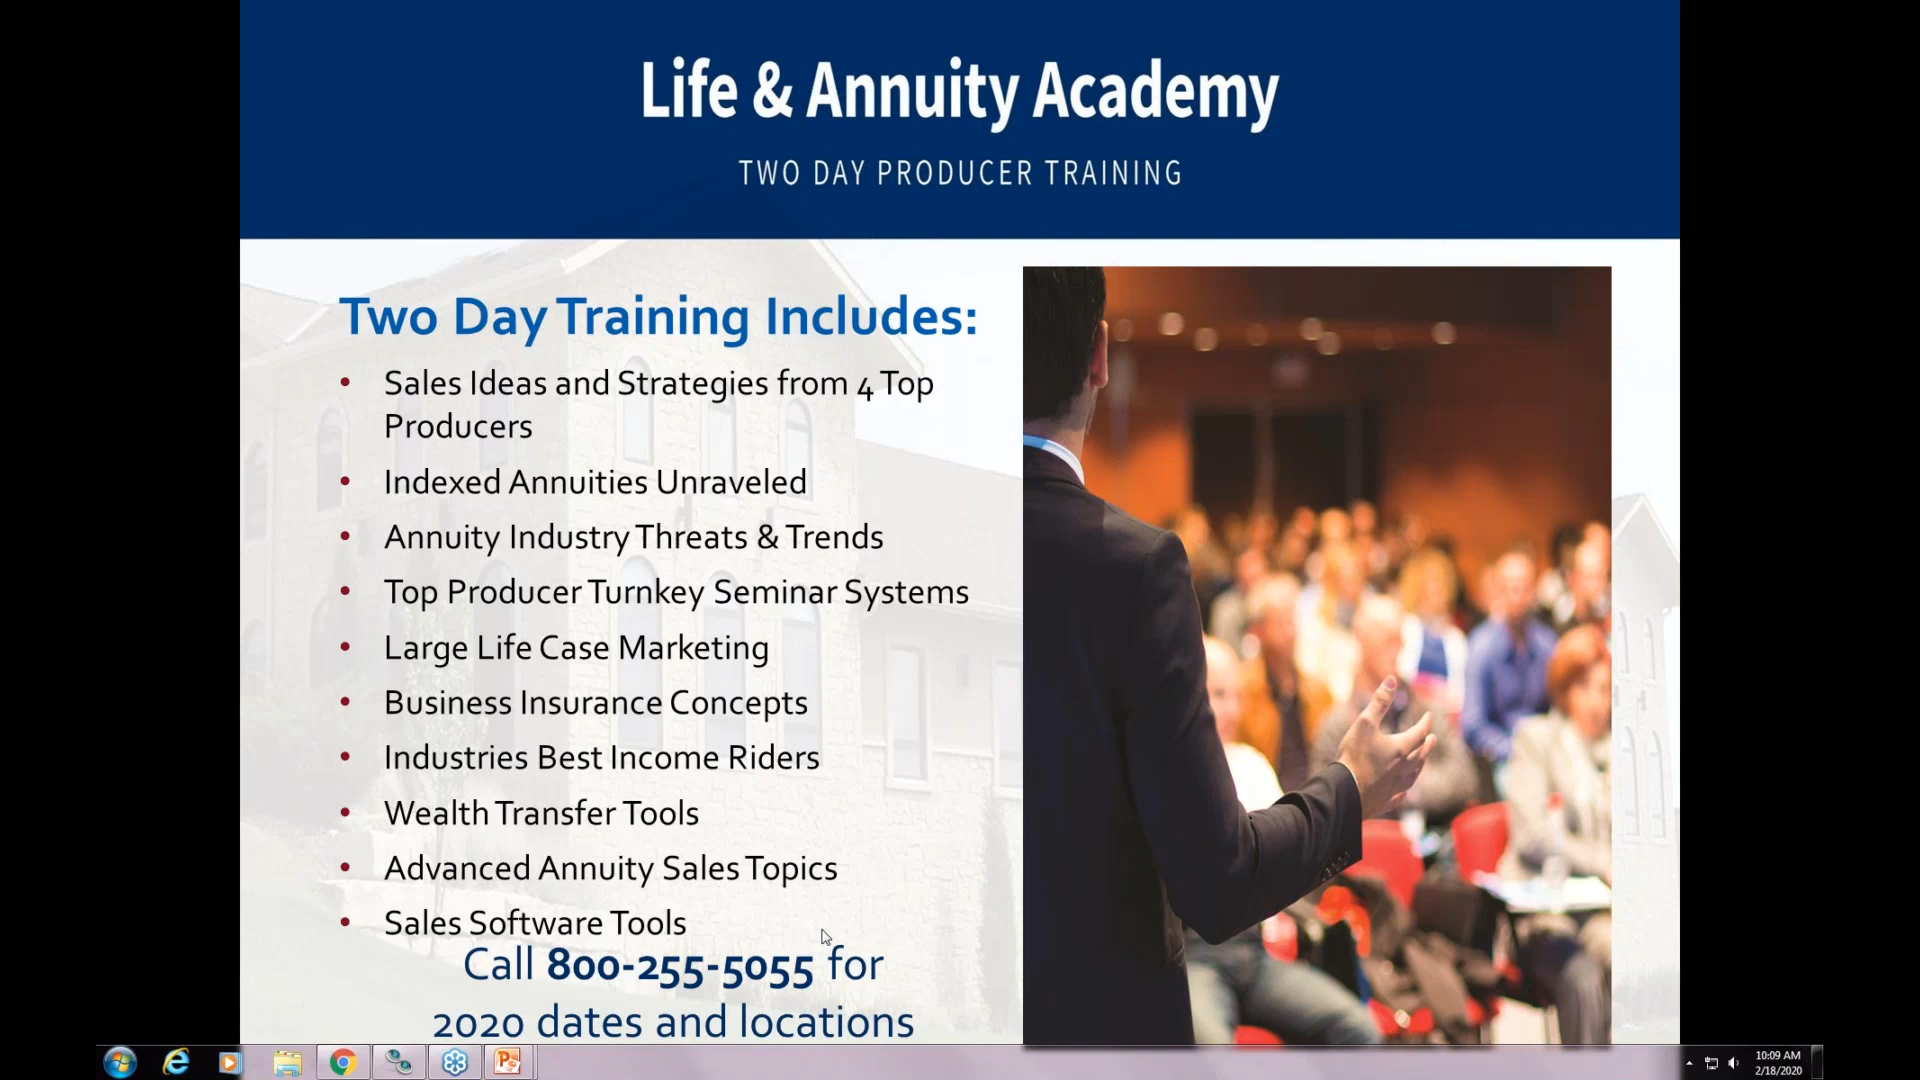 Life & Annuity Academy
TWO DAY PRODUCER TRAINING
Two Day Training Includes:
• Sales Ideas and Strategies from 4 Top
Producers
• Indexed Annuities Unraveled
• Annuity Industry Threats & Trends
• Top Producer Turnkey Seminar Systems
• Large Life Case Marketing
• Business Insurance Concepts
• Industries Best Income Riders
• Wealth Transfer Tools
• Advanced Annuity Sales Topics
• Sales Software Tools
Call 800-255-5055 for
2020 dates and locations
10:09 AM
2/18/2020